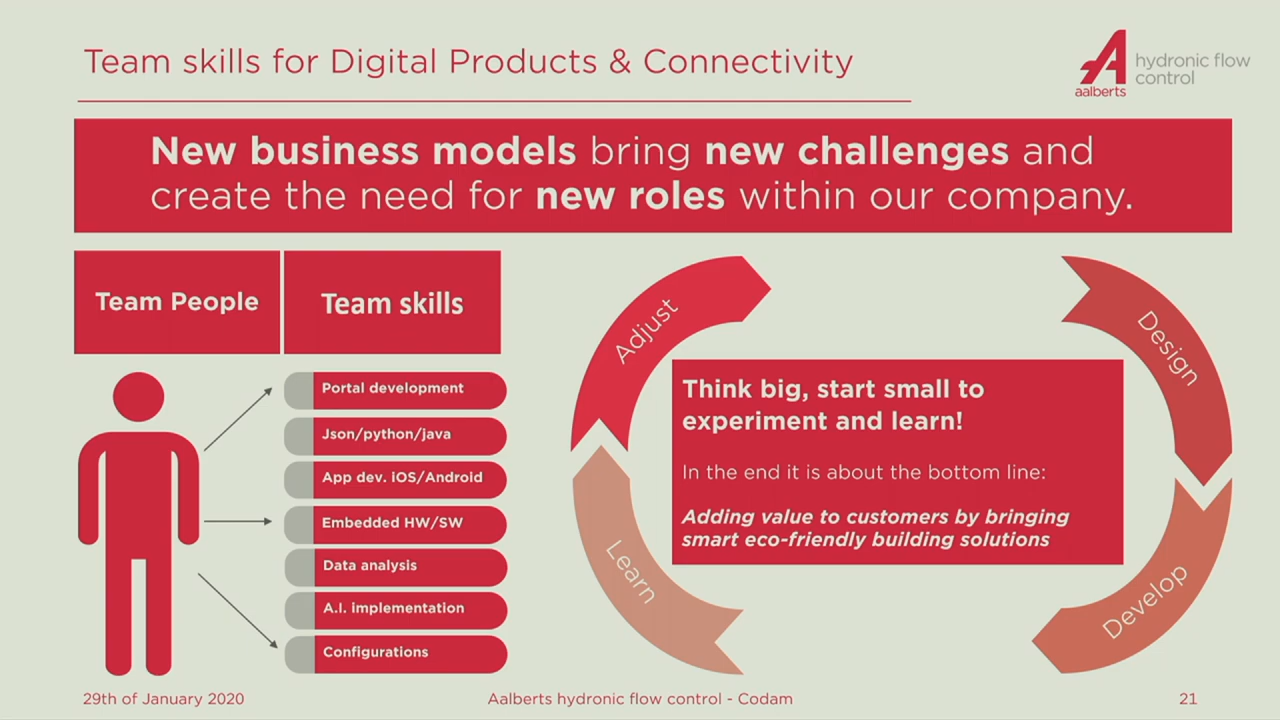 Team skills for Digital Products & Connectivity
aalberts
hydronic flow
control
New business models bring new challenges and
create the need for new roles within our company.
Team People
Team skills
Portal development
Json/python/java
App dev. iOS/Android
Embedded HW/SW
Data analysis
A.I. implementation
Configurations
Adjust
Design
Think big, start small to
experiment and learn!
In the end it is about the bottom line:
Adding value to customers by bringing
smart eco-friendly building solutions
Learn
Develop
29th of January 2020
Aalberts hydronic flow control - Codam
21